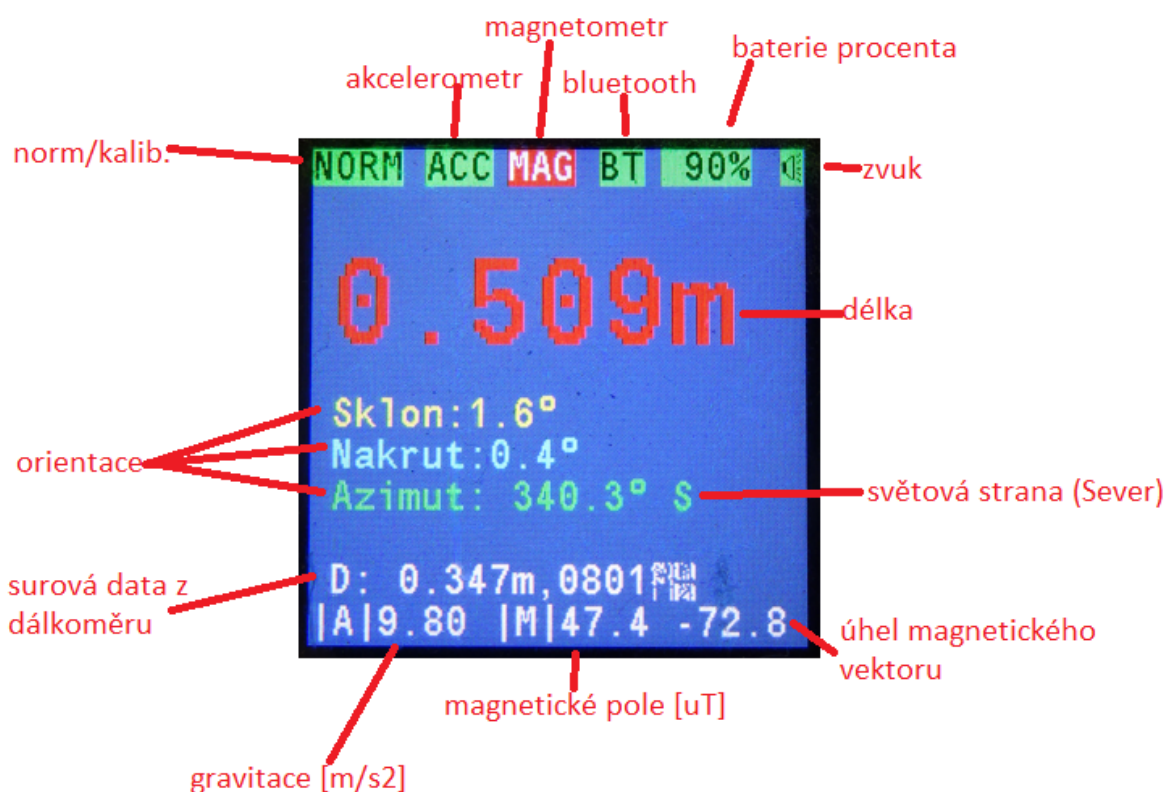 magnetometr
baterie procenta
akcelerometr
bluetooth
norm/kalib.
NORM ACC MAG BT 90%
zvuk
0.509m
délka
Sklon:1.6°
Nakrut:0.4°
orientace
Azimut: 340.3° S
světová strana (Sever)
D: 0.347m,0801
surová data z
dálkoměru
|A|9.80 |M|47.4 -72.8
úhel magnetického
vektoru
magnetické pole [uT]
gravitace [m/s2]